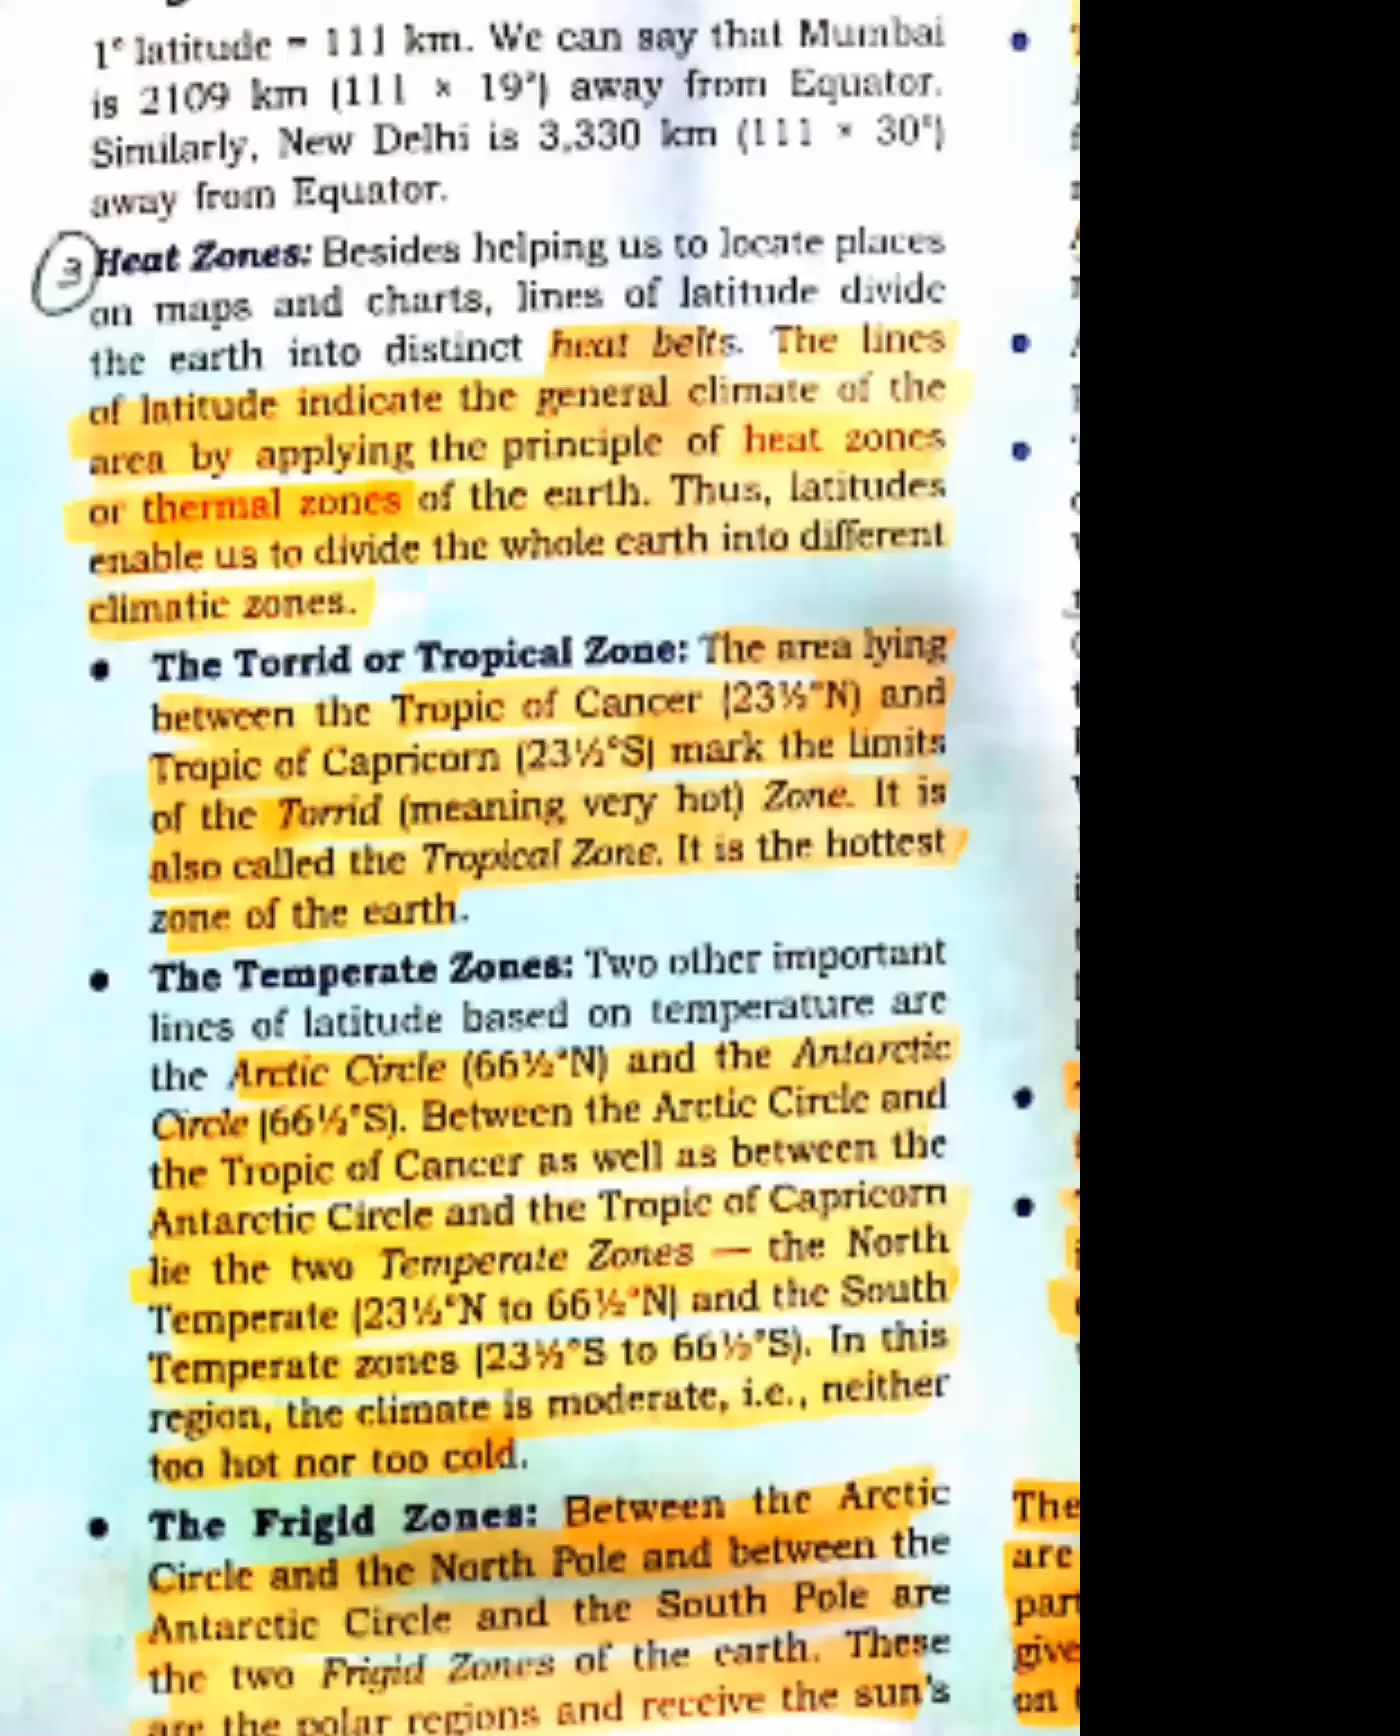 1° latitude = 111 km. We can say that Mumbai
is 2109 km (111 × 19°) away from Equator.
Similarly, New Delhi is 3,330 km (111 × 30°)
away from Equator.
3
Heat Zones: Besides helping us to locate places
on maps and charts, lines of latitude divide
the earth into distinct heat belts. The lines
of latitude indicate the general climate of the
area by applying the principle of heat zones
or thermal zones of the earth. Thus, latitudes
enable us to divide the whole earth into different
climatic zones.
• The Torrid or Tropical Zone: The area lying
between the Tropic of Cancer (23½°N) and
Tropic of Capricorn (23½°S) mark the limits
of the Torrid (meaning very hot) Zone. It is
also called the Tropical Zone. It is the hottest
zone of the earth.
• The Temperate Zones: Two other important
lines of latitude based on temperature are
the Arctic Circle (66½°N) and the Antarctic
Circle (66½°S). Between the Arctic Circle and
the Tropic of Cancer as well as between the
Antarctic Circle and the Tropic of Capricorn
lie the two Temperate Zones — the North
Temperate (23½°N to 66½°N) and the South
Temperate zones (23½°S to 66½°S). In this
region, the climate is moderate, i.e., neither
too hot nor too cold.
• The Frigid Zones: Between the Arctic
Circle and the North Pole and between the
Antarctic Circle and the South Pole are
the two Frigid Zones of the earth. These
are the polar regions and receive the sun's
The
are
part
give
on